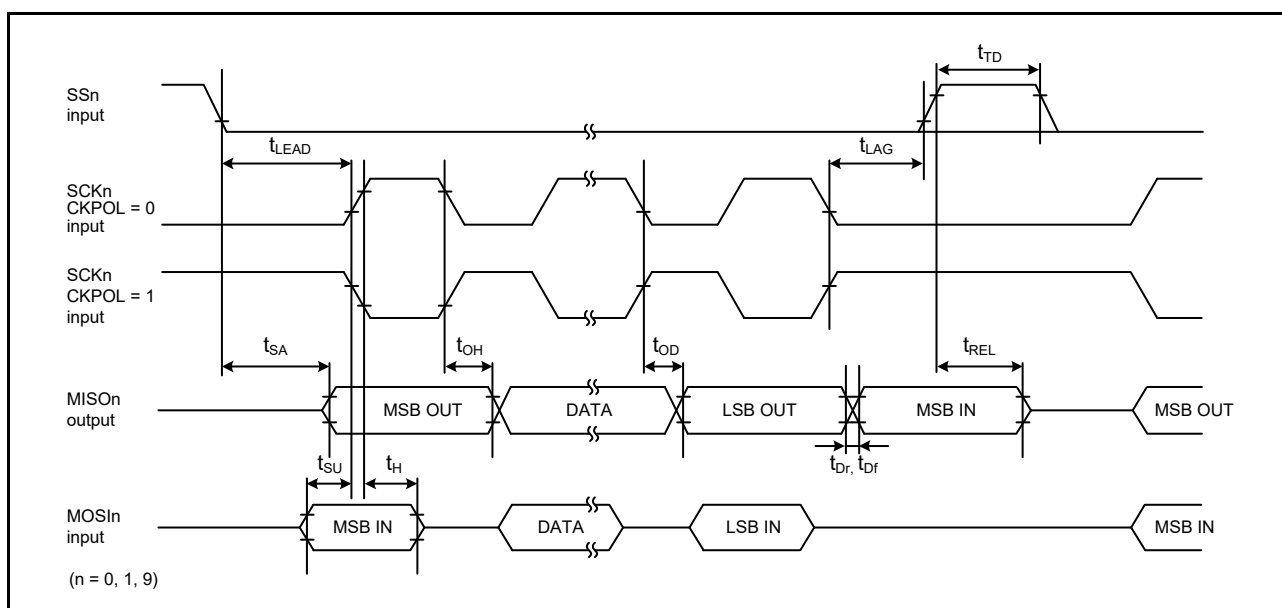 t_TD
SSn
input
t_LEAD
t_LAG
SCKn
CKPOL = 0
input
SCKn
CKPOL = 1
input
t_SA
t_OH
t_OD
t_REL
MISOn
output
MSB OUT
DATA
LSB OUT
MSB IN
MSB OUT
t_SU
t_H
t_Dr, t_Df
MOSIn
input
MSB IN
DATA
LSB IN
MSB IN
(n = 0, 1, 9)